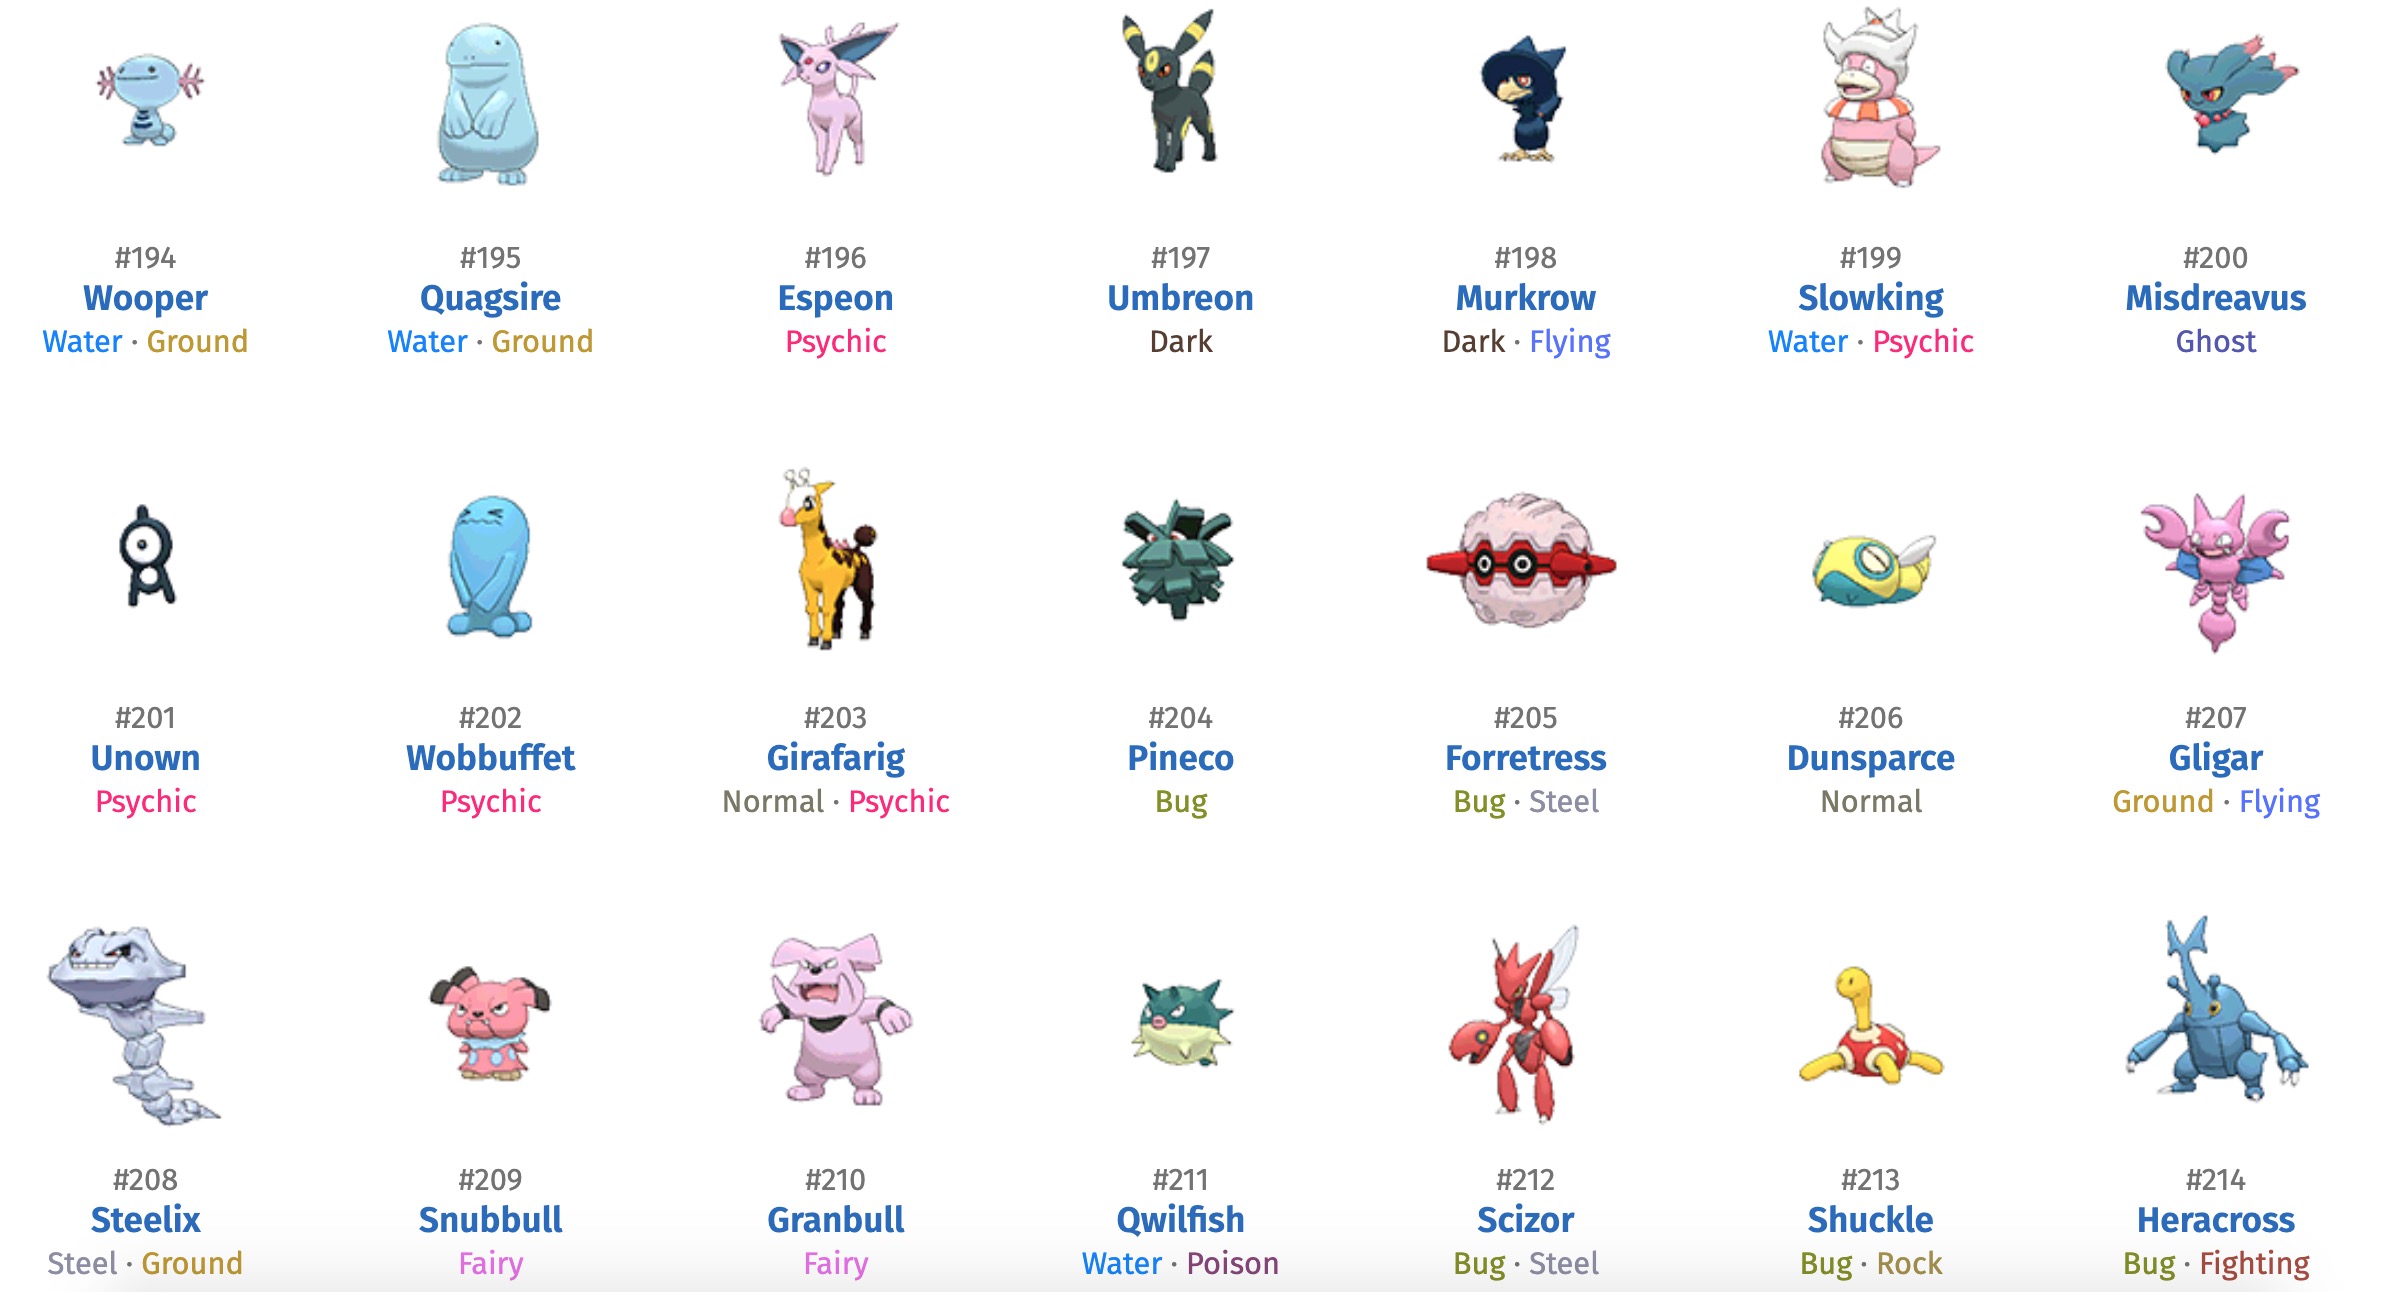 #194 #195 #196 #197 #198 #199 #200
Wooper Quagsire Espeon Umbreon Murkrow Slowking Misdreavus
Water · Ground Water · Ground Psychic Dark Dark · Flying Water · Psychic Ghost
#201 #202 #203 #204 #205 #206 #207
Unown Wobbuffet Girafarig Pineco Forretress Dunsparce Gligar
Psychic Psychic Normal · Psychic Bug Bug · Steel Normal Ground · Flying
#208 #209 #210 #211 #212 #213 #214
Steelix Snubbull Granbull Qwilfish Scizor Shuckle Heracross
Steel · Ground Fairy Fairy Water · Poison Bug · Steel Bug · Rock Bug · Fighting